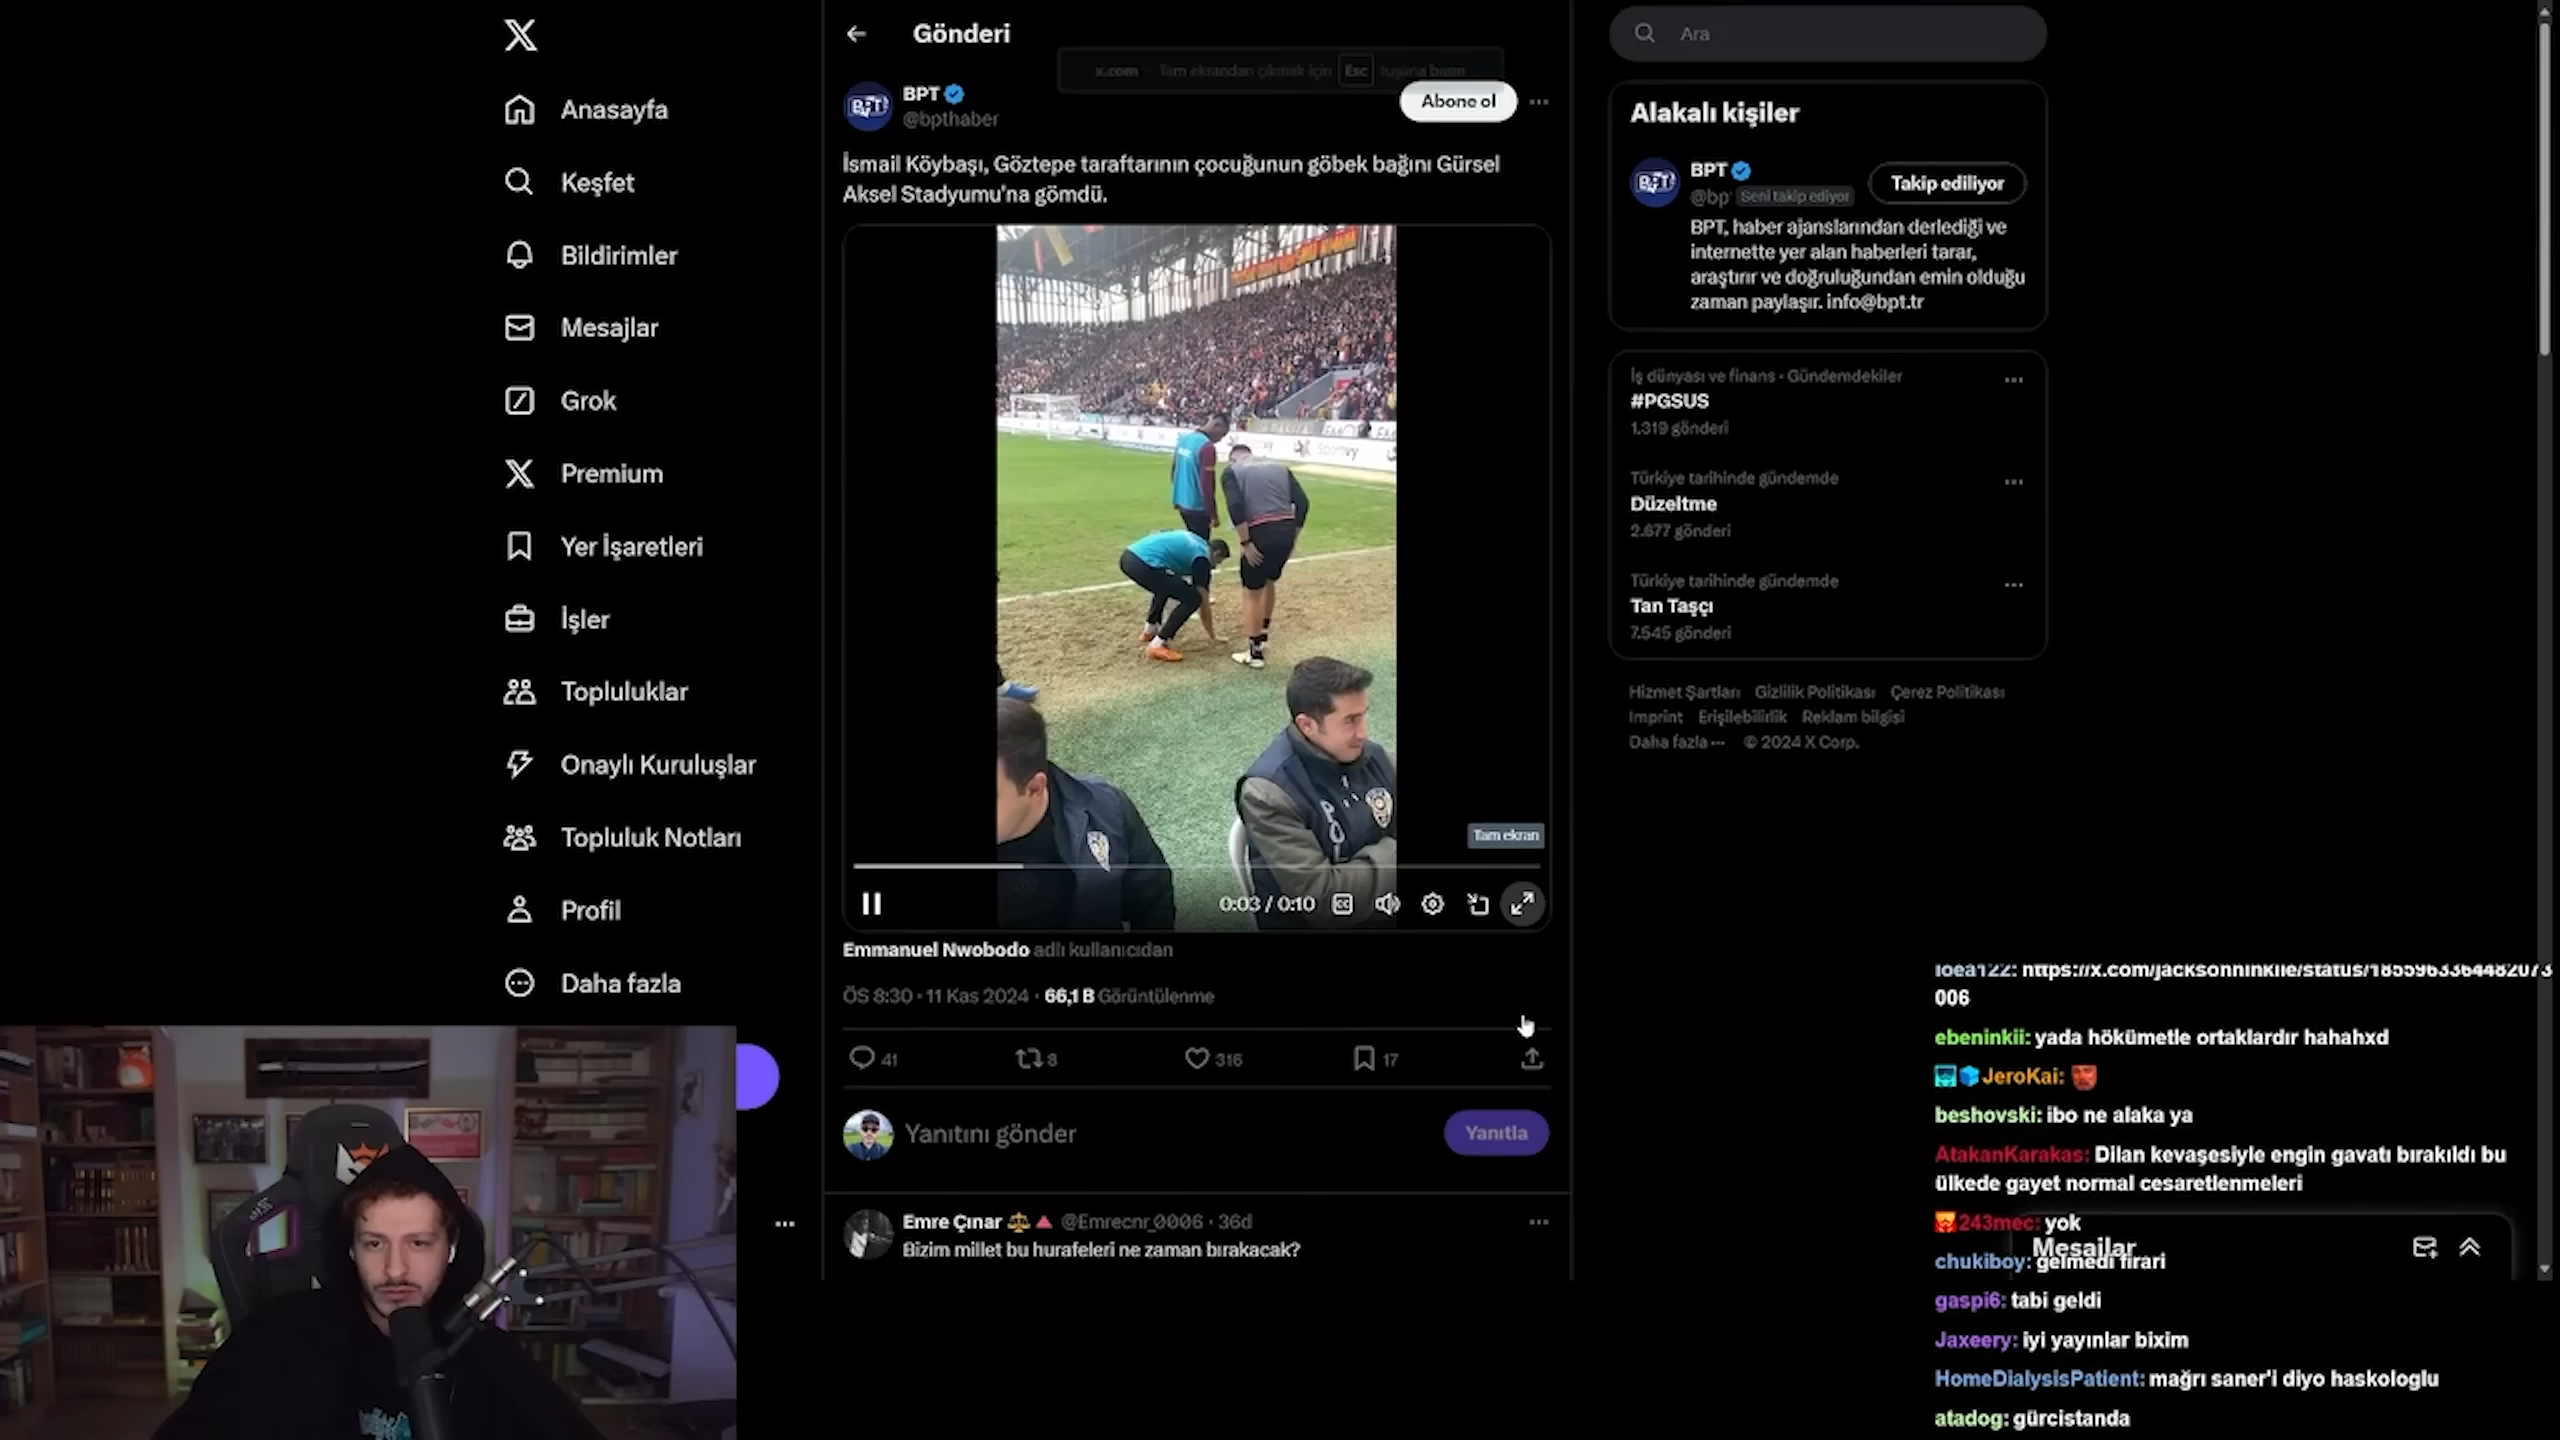 Anasayfa
Keşfet
Bildirimler
Mesajlar
Grok
Premium
Yer İşaretleri
İşler
Topluluklar
Onaylı Kuruluşlar
Topluluk Notları
Profil
Daha fazla
Gönderi
x.com Tam ekrandan çıkmak için Esc tuşuna basın
BPT
@bpthaber
Abone ol
İsmail Köybaşı, Göztepe taraftarının çocuğunun göbek bağını Gürsel
Aksel Stadyumu'na gömdü.
Tam ekran
0:03 / 0:10
Emmanuel Nwobodo adlı kullanıcıdan
ÖS 8:30 · 11 Kas 2024 · 66,1 B Görüntülenme
41 8 316 17
Yanıtını gönder
Yanıtla
Emre Çınar @Emrecnr_0006 · 36d
Bizim millet bu hurafeleri ne zaman bırakacak?
Ara
Alakalı kişiler
BPT
@bp Seni takip ediyor
Takip ediliyor
BPT, haber ajanslarından derlediği ve
internette yer alan haberleri tarar,
araştırır ve doğruluğundan emin olduğu
zaman paylaşır. info@bpt.tr
İş dünyası ve finans · Gündemdekiler
#PGSUS
1.319 gönderi
Türkiye tarihinde gündemde
Düzeltme
2.677 gönderi
Türkiye tarihinde gündemde
Tan Taşçı
7.545 gönderi
Hizmet Şartları Gizlilik Politikası Çerez Politikası
Imprint Erişilebilirlik Reklam bilgisi
Daha fazla ··· © 2024 X Corp.
006
ebeninkii: yada hökümetle ortaklardır hahahxd
JeroKai:
beshovski: ibo ne alaka ya
AtakanKarakas: Dilan kevaşesiyle engin gavatı bırakıldı bu
ülkede gayet normal cesaretlenmeleri
243mec: yok
Mesajlar
chukiboy: gelmedi firari
gaspi6: tabi geldi
Jaxeery: iyi yayınlar bixim
HomeDialysisPatient: mağrı saner'i diyo haskologlu
atadog: gürcistanda